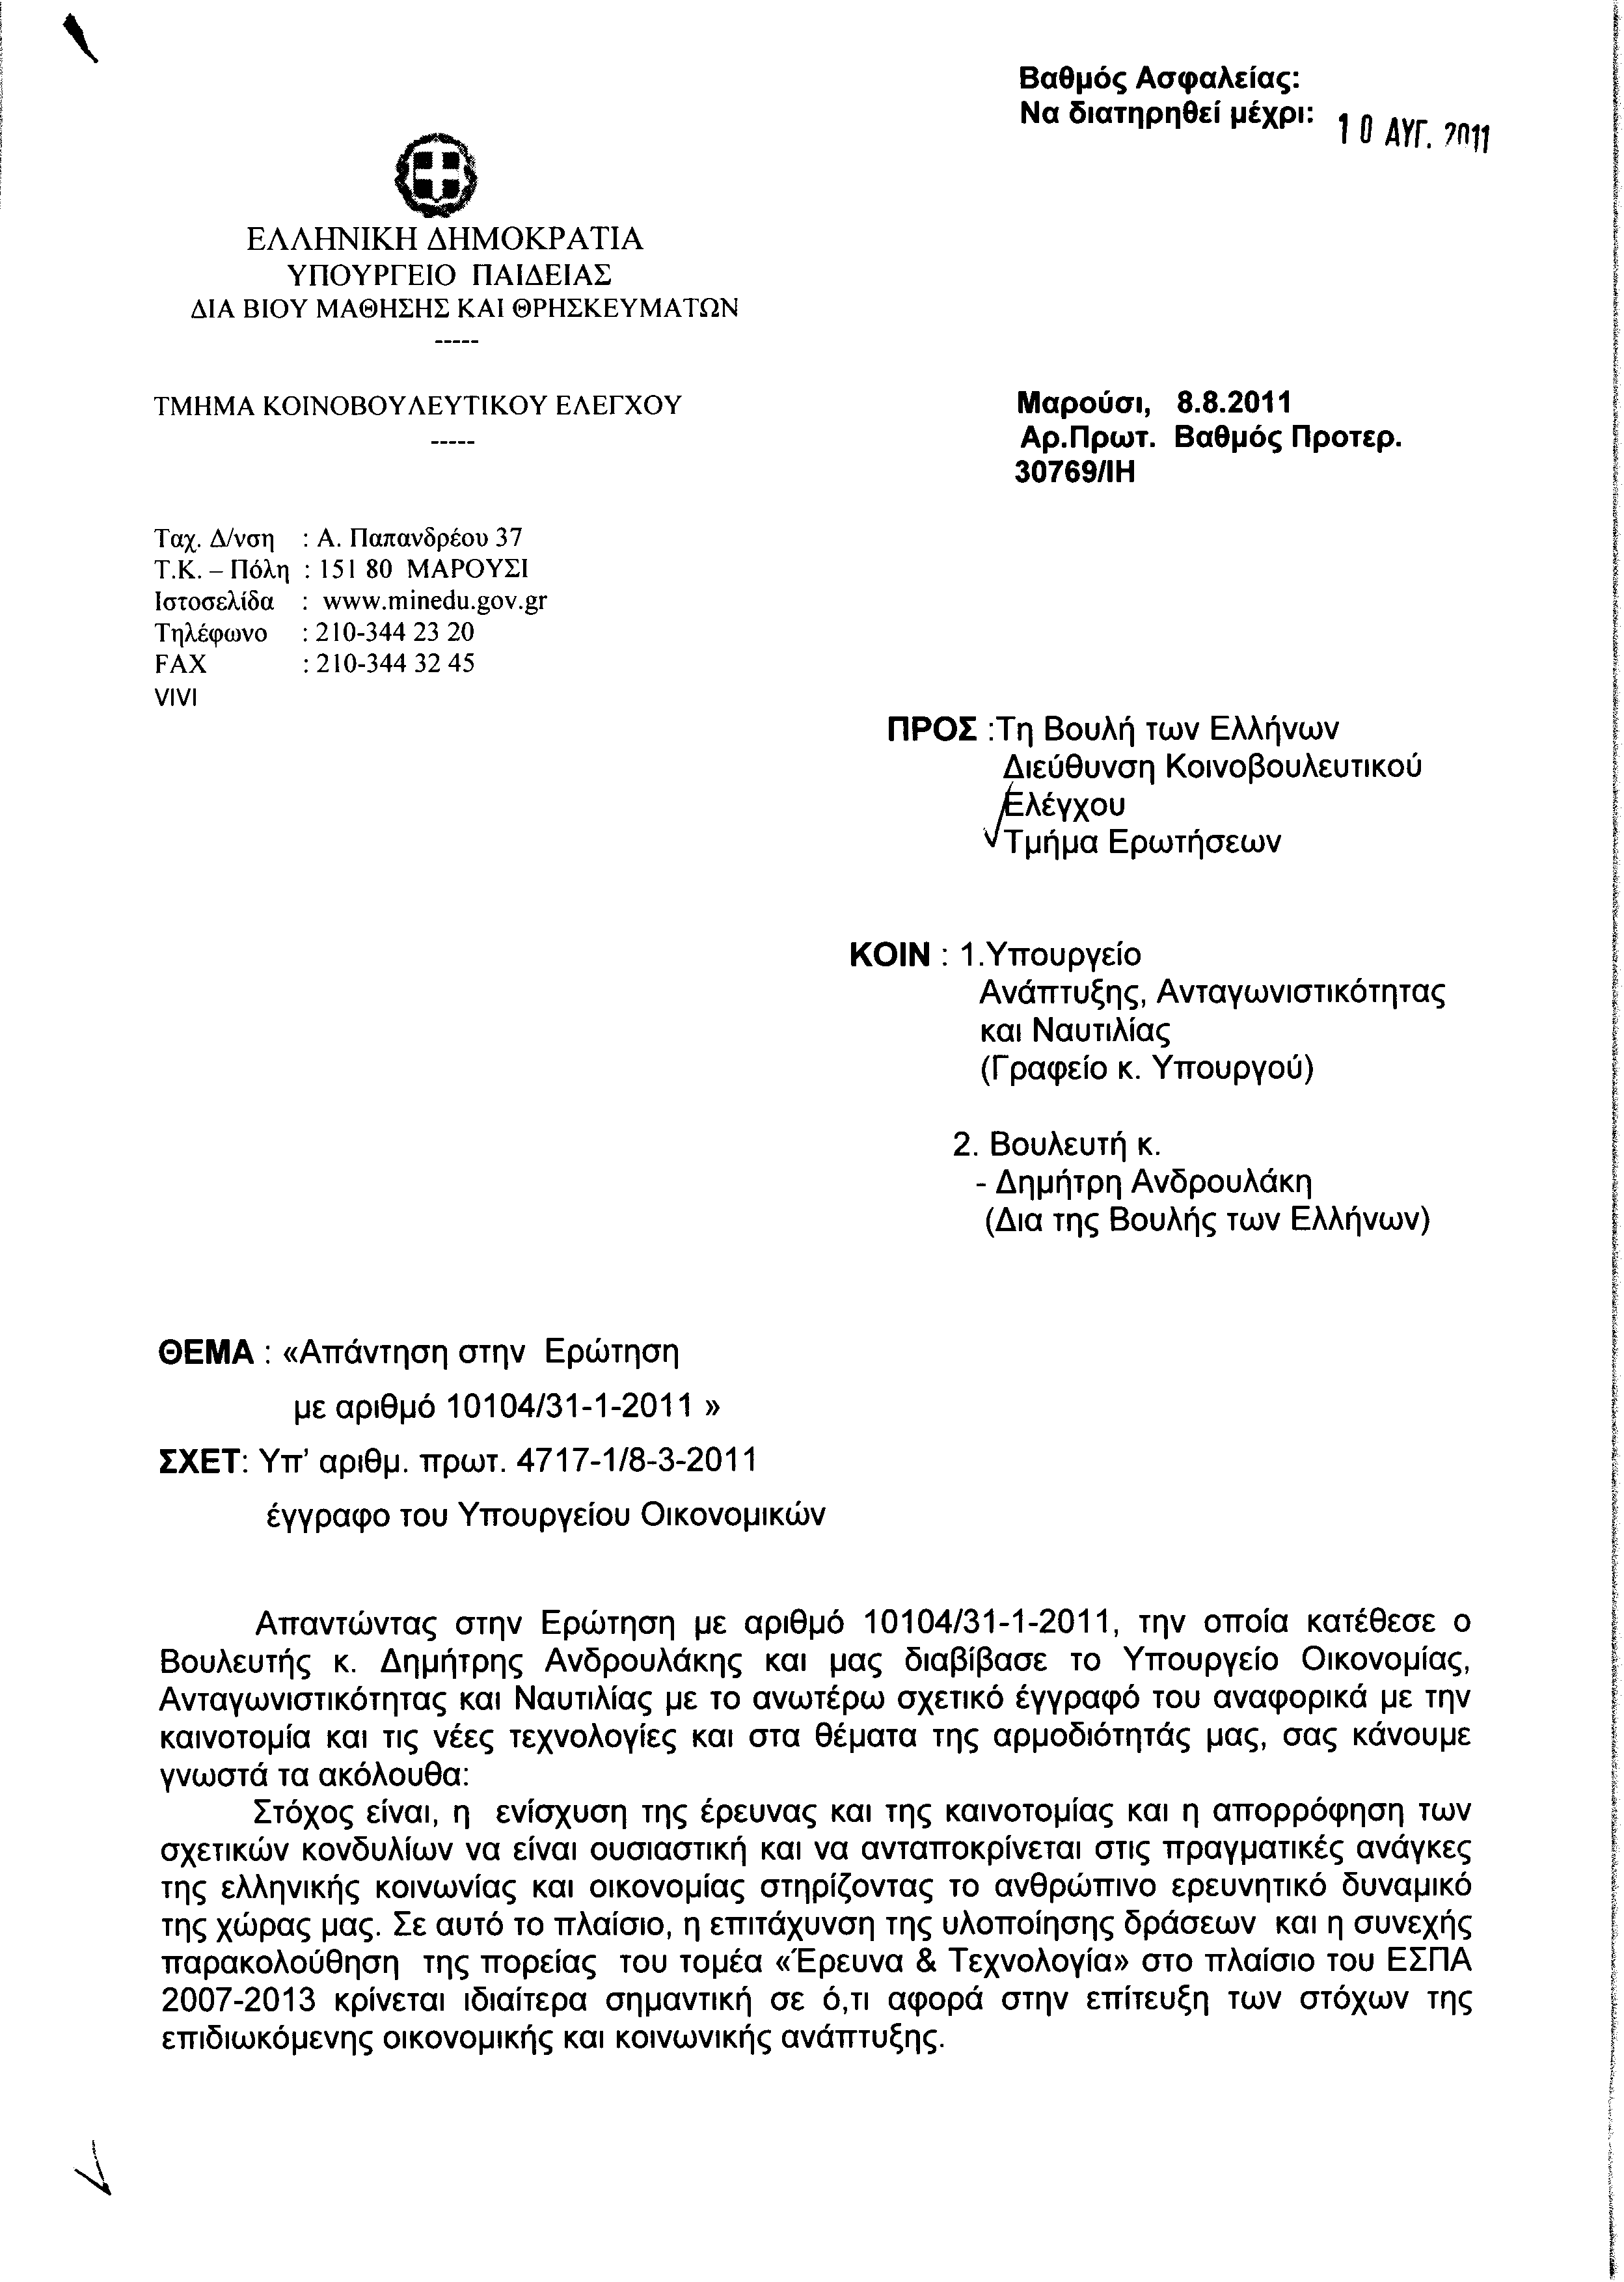 Βαθμός Ασφαλείας:
Να διατηρηθεί μέχρι:
10 ΑΥΓ. 2011
ΕΛΛΗΝΙΚΗ ΔΗΜΟΚΡΑΤΙΑ
ΥΠΟΥΡΓΕΙΟ ΠΑΙΔΕΙΑΣ
ΔΙΑ ΒΙΟΥ ΜΑΘΗΣΗΣ ΚΑΙ ΘΡΗΣΚΕΥΜΑΤΩΝ
-----
ΤΜΗΜΑ ΚΟΙΝΟΒΟΥΛΕΥΤΙΚΟΥ ΕΛΕΓΧΟΥ
-----
Μαρούσι, 8.8.2011
Αρ.Πρωτ. Βαθμός Προτερ.
30769/ΙΗ
Ταχ. Δ/νση : Α. Παπανδρέου 37
Τ.Κ. – Πόλη : 151 80 ΜΑΡΟΥΣΙ
Ιστοσελίδα : www.minedu.gov.gr
Τηλέφωνο : 210-344 23 20
FAX : 210-344 32 45
VIVI
ΠΡΟΣ :Τη Βουλή των Ελλήνων
Διεύθυνση Κοινοβουλευτικού
Ελέγχου
Τμήμα Ερωτήσεων
ΚΟΙΝ : 1.Υπουργείο
Ανάπτυξης, Ανταγωνιστικότητας
και Ναυτιλίας
(Γραφείο κ. Υπουργού)
2. Βουλευτή κ.
- Δημήτρη Ανδρουλάκη
(Δια της Βουλής των Ελλήνων)
ΘΕΜΑ : «Απάντηση στην Ερώτηση
με αριθμό 10104/31-1-2011 »
ΣΧΕΤ: Υπ’ αριθμ. πρωτ. 4717-1/8-3-2011
έγγραφο του Υπουργείου Οικονομικών
Απαντώντας στην Ερώτηση με αριθμό 10104/31-1-2011, την οποία κατέθεσε ο
Βουλευτής κ. Δημήτρης Ανδρουλάκης και μας διαβίβασε το Υπουργείο Οικονομίας,
Ανταγωνιστικότητας και Ναυτιλίας με το ανωτέρω σχετικό έγγραφό του αναφορικά με την
καινοτομία και τις νέες τεχνολογίες και στα θέματα της αρμοδιότητάς μας, σας κάνουμε
γνωστά τα ακόλουθα:
Στόχος είναι, η ενίσχυση της έρευνας και της καινοτομίας και η απορρόφηση των
σχετικών κονδυλίων να είναι ουσιαστική και να ανταποκρίνεται στις πραγματικές ανάγκες
της ελληνικής κοινωνίας και οικονομίας στηρίζοντας το ανθρώπινο ερευνητικό δυναμικό
της χώρας μας. Σε αυτό το πλαίσιο, η επιτάχυνση της υλοποίησης δράσεων και η συνεχής
παρακολούθηση της πορείας του τομέα «Έρευνα & Τεχνολογία» στο πλαίσιο του ΕΣΠΑ
2007-2013 κρίνεται ιδιαίτερα σημαντική σε ό,τι αφορά στην επίτευξη των στόχων της
επιδιωκόμενης οικονομικής και κοινωνικής ανάπτυξης.